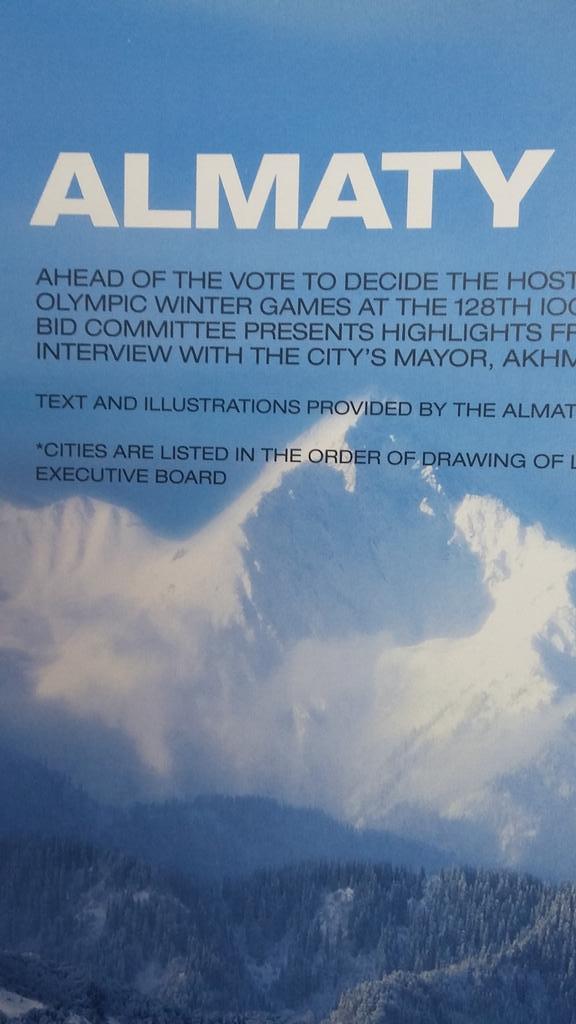 ALMATY
AHEAD OF THE VOTE TO DECIDE THE HOST
OLYMPIC WINTER GAMES AT THE 128TH IOC
BID COMMITTEE PRESENTS HIGHLIGHTS FR
INTERVIEW WITH THE CITY'S MAYOR, AKHM
TEXT AND ILLUSTRATIONS PROVIDED BY THE ALMAT
*CITIES ARE LISTED IN THE ORDER OF DRAWING OF L
EXECUTIVE BOARD